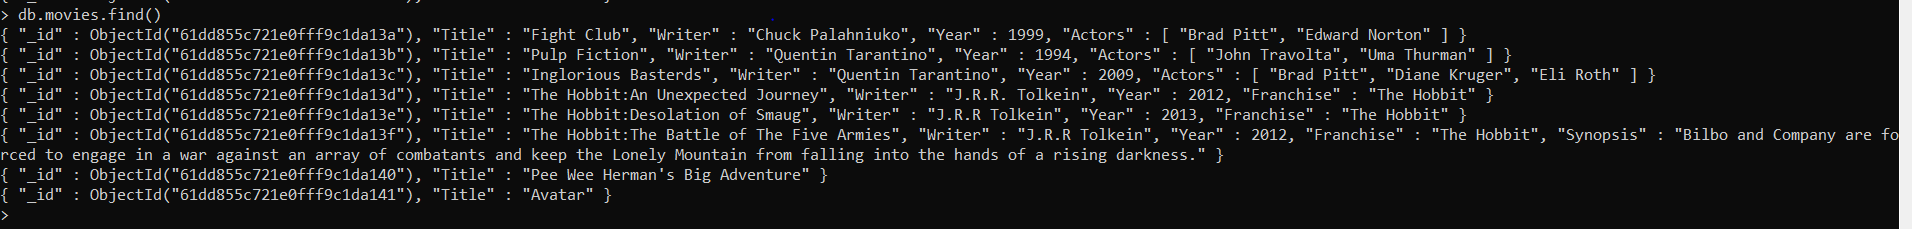 > db.movies.find()
{ "_id" : ObjectId("61dd855c721e0fff9c1da13a"), "Title" : "Fight Club", "Writer" : "Chuck Palahniuko", "Year" : 1999, "Actors" : [ "Brad Pitt", "Edward Norton" ] }
{ "_id" : ObjectId("61dd855c721e0fff9c1da13b"), "Title" : "Pulp Fiction", "Writer" : "Quentin Tarantino", "Year" : 1994, "Actors" : [ "John Travolta", "Uma Thurman" ] }
{ "_id" : ObjectId("61dd855c721e0fff9c1da13c"), "Title" : "Inglorious Basterds", "Writer" : "Quentin Tarantino", "Year" : 2009, "Actors" : [ "Brad Pitt", "Diane Kruger", "Eli Roth" ] }
{ "_id" : ObjectId("61dd855c721e0fff9c1da13d"), "Title" : "The Hobbit:An Unexpected Journey", "Writer" : "J.R.R. Tolkein", "Year" : 2012, "Franchise" : "The Hobbit" }
{ "_id" : ObjectId("61dd855c721e0fff9c1da13e"), "Title" : "The Hobbit:Desolation of Smaug", "Writer" : "J.R.R Tolkein", "Year" : 2013, "Franchise" : "The Hobbit" }
{ "_id" : ObjectId("61dd855c721e0fff9c1da13f"), "Title" : "The Hobbit:The Battle of The Five Armies", "Writer" : "J.R.R Tolkein", "Year" : 2012, "Franchise" : "The Hobbit", "Synopsis" : "Bilbo and Company are fo
rced to engage in a war against an array of combatants and keep the Lonely Mountain from falling into the hands of a rising darkness." }
{ "_id" : ObjectId("61dd855c721e0fff9c1da140"), "Title" : "Pee Wee Herman's Big Adventure" }
{ "_id" : ObjectId("61dd855c721e0fff9c1da141"), "Title" : "Avatar" }
>